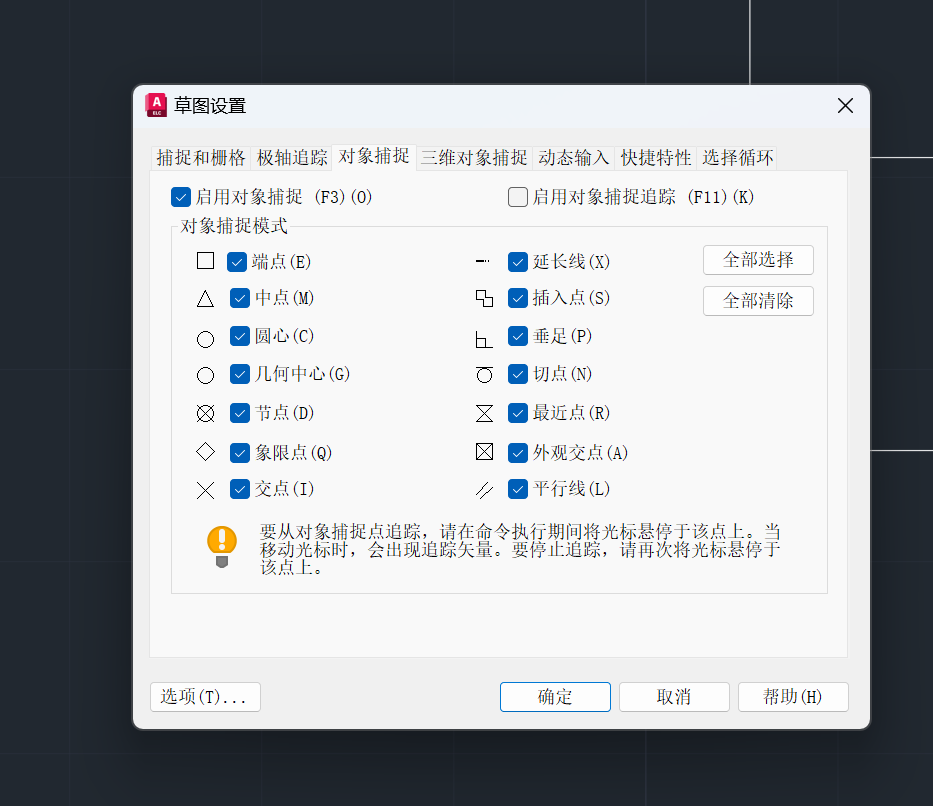 A
ELC
草图设置
捕捉和栅格 极轴追踪 对象捕捉 三维对象捕捉 动态输入 快捷特性 选择循环
启用对象捕捉 (F3)(O) 启用对象捕捉追踪 (F11)(K)
对象捕捉模式
端点(E) 延长线(X) 全部选择
中点(M) 插入点(S) 全部清除
圆心(C) 垂足(P)
几何中心(G) 切点(N)
节点(D) 最近点(R)
象限点(Q) 外观交点(A)
交点(I) 平行线(L)
要从对象捕捉点追踪，请在命令执行期间将光标悬停于该点上。当
移动光标时，会出现追踪矢量。要停止追踪，请再次将光标悬停于
该点上。
选项(T)... 确定 取消 帮助(H)